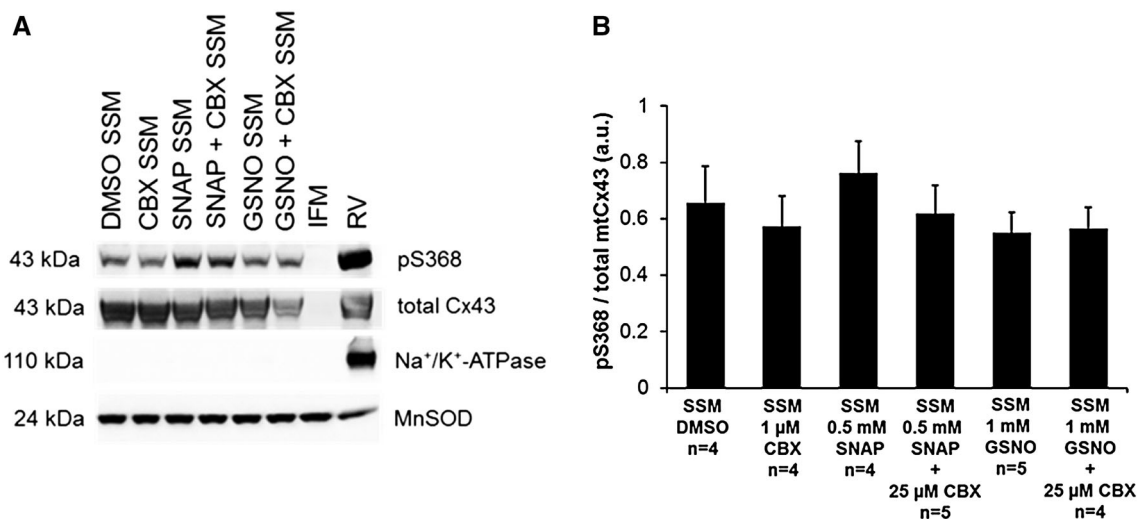 A
DMSO SSM
CBX SSM
SNAP SSM
SNAP + CBX SSM
GSNO SSM
GSNO + CBX SSM
IFM
RV
43 kDa
pS368
43 kDa
total Cx43
110 kDa
Na⁺/K⁺-ATPase
24 kDa
MnSOD
B
pS368 / total mtCx43 (a.u.)
1
0.8
0.6
0.4
0.2
0
SSM
DMSO
n=4
SSM
1 µM
CBX
n=4
SSM
0.5 mM
SNAP
n=4
SSM
0.5 mM
SNAP
+
25 µM CBX
n=5
SSM
1 mM
GSNO
n=5
SSM
1 mM
GSNO
+
25 µM CBX
n=4